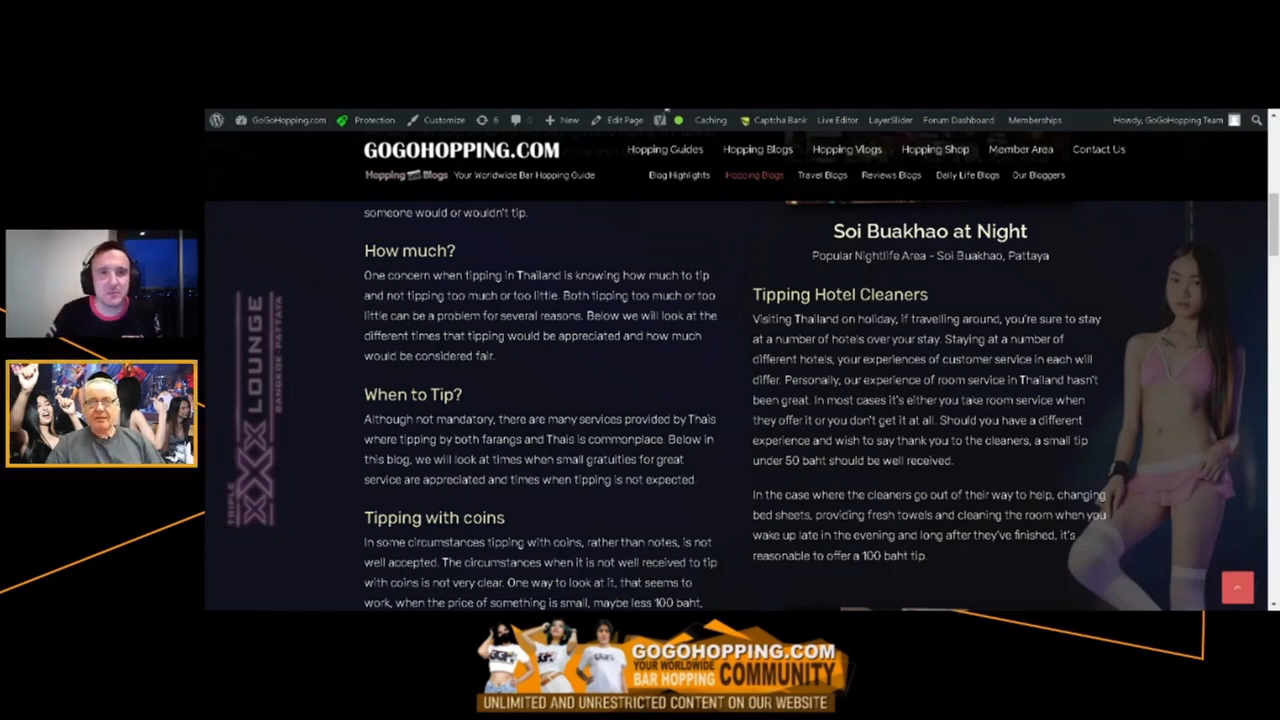 GoGoHopping.com Protection Customize 6 0 New Edit Page Caching Captcha Bank Live Editor LayerSlider Forum Dashboard Memberships Howdy, GoGoHopping Team
GOGOHOPPING.COM
Hopping Guides Hopping Blogs Hopping Vlogs Hopping Shop Member Area Contact Us
Hopping Blogs Your Worldwide Bar Hopping Guide
Blog Highlights Hopping Blogs Travel Blogs Reviews Blogs Daily Life Blogs Our Bloggers
someone would or wouldn't tip.
How much?
One concern when tipping in Thailand is knowing how much to tip
and not tipping too much or too little. Both tipping too much or too
little can be a problem for several reasons. Below we will look at the
different times that tipping would be appreciated and how much
would be considered fair.
When to Tip?
Although not mandatory, there are many services provided by Thais
where tipping by both farangs and Thais is commonplace. Below in
this blog, we will look at times when small gratuities for great
service are appreciated and times when tipping is not expected.
Tipping with coins
In some circumstances tipping with coins, rather than notes, is not
well accepted. The circumstances when it is not well received to tip
with coins is not very clear. One way to look at it, that seems to
work, when the price of something is small, maybe less 100 baht,
Soi Buakhao at Night
Popular Nightlife Area - Soi Buakhao, Pattaya
Tipping Hotel Cleaners
Visiting Thailand on holiday, if travelling around, you're sure to stay
at a number of hotels over your stay. Staying at a number of
different hotels, your experiences of customer service in each will
differ. Personally, our experience of room service in Thailand hasn't
been great. In most cases it's either you take room service when
they offer it or you don't get it at all. Should you have a different
experience and wish to say thank you to the cleaners, a small tip
under 50 baht should be well received.
In the case where the cleaners go out of their way to help, changing
bed sheets, providing fresh towels and cleaning the room when you
wake up late in the evening and long after they've finished, it's
reasonable to offer a 100 baht tip.
TRIPLE
XXX LOUNGE
BANGKOK-PATTAYA
GOGOHOPPING.COM
YOUR WORLDWIDE
BAR HOPPING COMMUNITY
UNLIMITED AND UNRESTRICTED CONTENT ON OUR WEBSITE